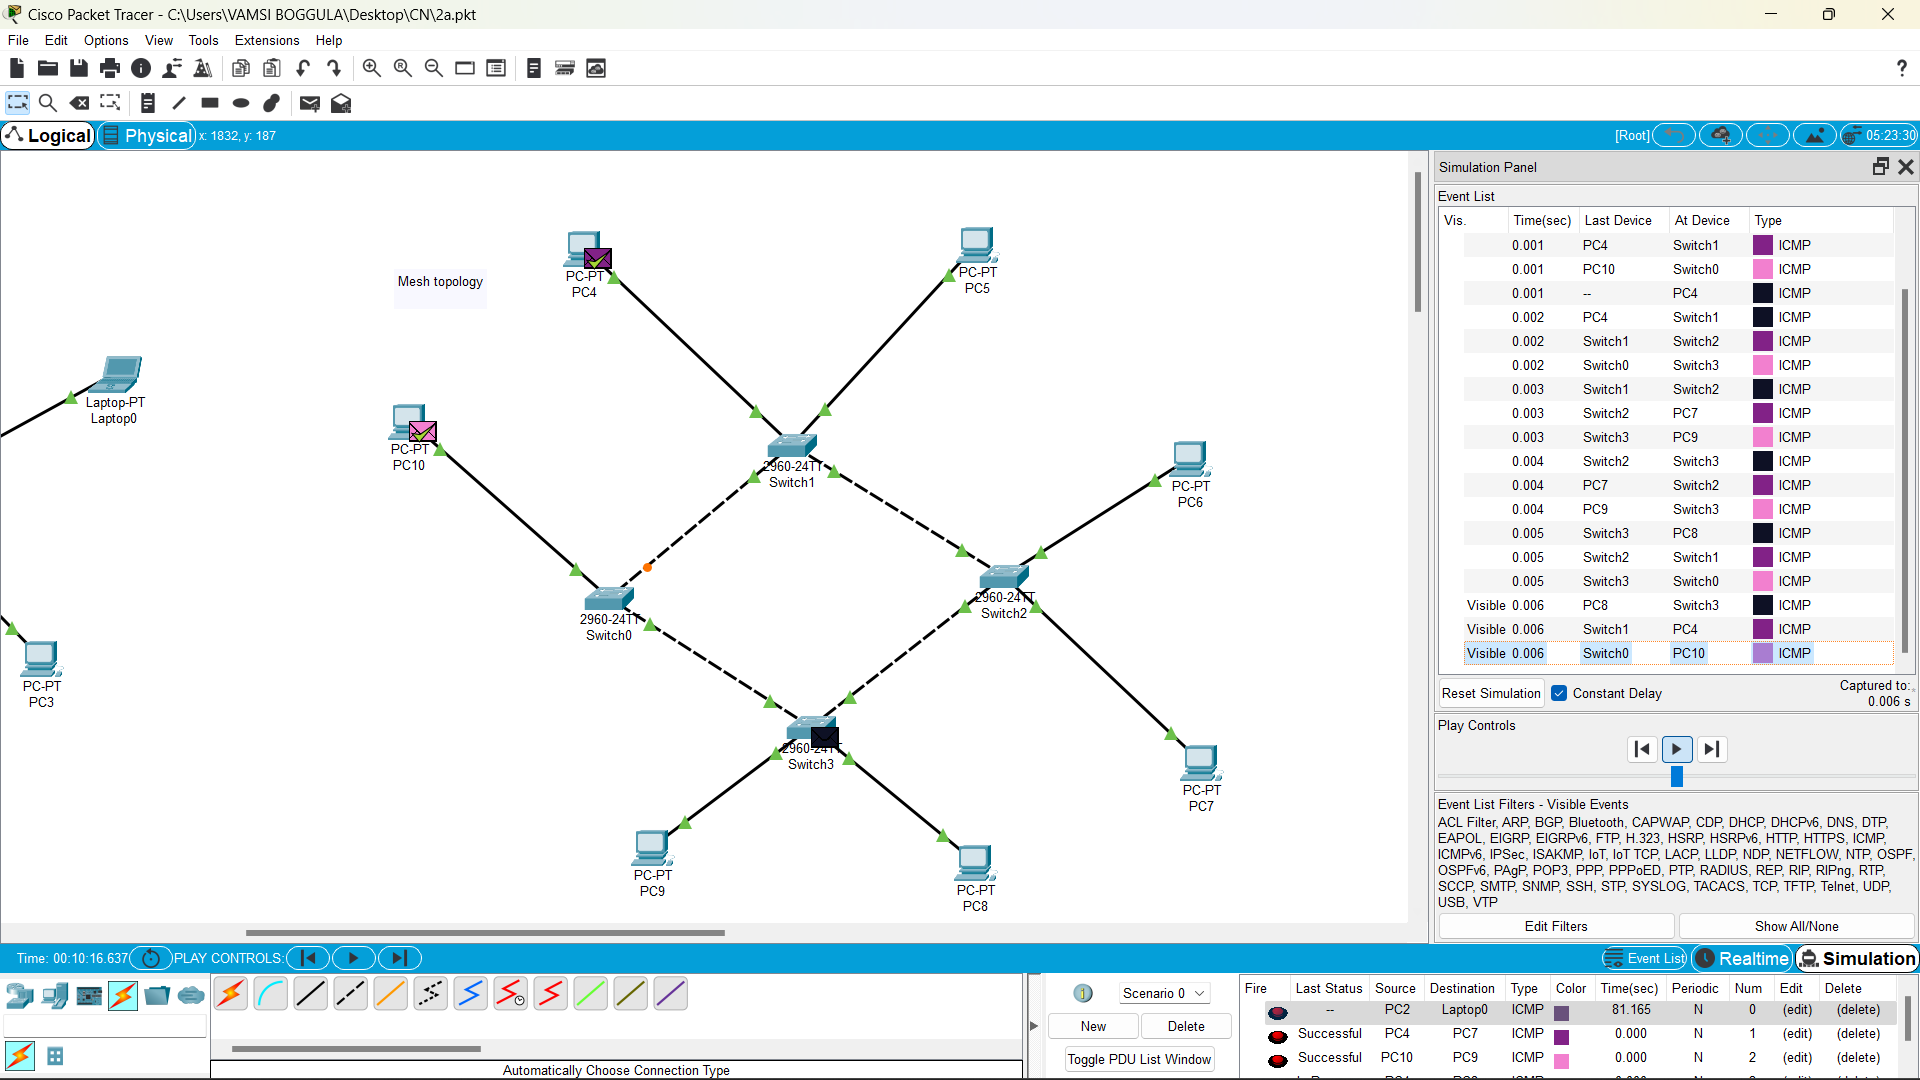 Cisco Packet Tracer - C:\Users\VAMSI BOGGULA\Desktop\CN\2a.pkt
File Edit Options View Tools Extensions Help
Logical Physical x: 1832, y: 187 [Root] 05:23:30
Simulation Panel
Event List
Vis. Time(sec) Last Device At Device Type
0.001 PC4 Switch1 ICMP
0.001 PC10 Switch0 ICMP
0.001 -- PC4 ICMP
0.002 PC4 Switch1 ICMP
0.002 Switch1 Switch2 ICMP
0.002 Switch0 Switch3 ICMP
0.003 Switch1 Switch2 ICMP
0.003 Switch2 PC7 ICMP
0.003 Switch3 PC9 ICMP
0.004 Switch2 Switch3 ICMP
0.004 PC7 Switch2 ICMP
0.004 PC9 Switch3 ICMP
0.005 Switch3 PC8 ICMP
0.005 Switch2 Switch1 ICMP
0.005 Switch3 Switch0 ICMP
Visible 0.006 PC8 Switch3 ICMP
Visible 0.006 Switch1 PC4 ICMP
Visible 0.006 Switch0 PC10 ICMP
Reset Simulation Constant Delay Captured to:
0.006 s
Play Controls
Event List Filters - Visible Events
ACL Filter, ARP, BGP, Bluetooth, CAPWAP, CDP, DHCP, DHCPv6, DNS, DTP,
EAPOL, EIGRP, EIGRPv6, FTP, H.323, HSRP, HSRPv6, HTTP, HTTPS, ICMP,
ICMPv6, IPSec, ISAKMP, IoT, IoT TCP, LACP, LLDP, NDP, NETFLOW, NTP, OSPF,
OSPFv6, PAgP, POP3, PPP, PPPoED, PTP, RADIUS, REP, RIP, RIPng, RTP,
SCCP, SMTP, SNMP, SSH, STP, SYSLOG, TACACS, TCP, TFTP, Telnet, UDP,
USB, VTP
Edit Filters Show All/None
Mesh topology
PC-PT
PC4
PC-PT
PC5
Laptop-PT
Laptop0
PC-PT
PC10
2960-24TT
Switch1
PC-PT
PC6
2960-24TT
Switch0
2960-24TT
Switch2
PC-PT
PC3
2960-24TT
Switch3
PC-PT
PC7
PC-PT
PC9
PC-PT
PC8
Time: 00:10:16.637 PLAY CONTROLS: Event List Realtime Simulation
Automatically Choose Connection Type
Scenario 0
New Delete
Toggle PDU List Window
Fire Last Status Source Destination Type Color Time(sec) Periodic Num Edit Delete
-- PC2 Laptop0 ICMP 81.165 N 0 (edit) (delete)
Successful PC4 PC7 ICMP 0.000 N 1 (edit) (delete)
Successful PC10 PC9 ICMP 0.000 N 2 (edit) (delete)